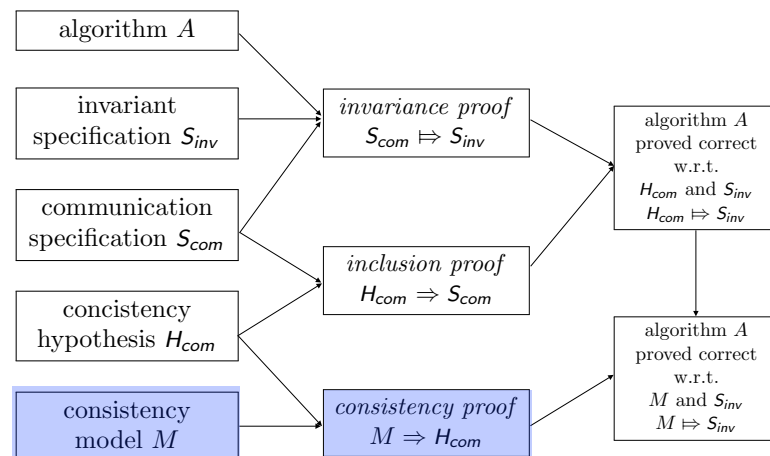 algorithm A
invariant
specification S_inv
communication
specification S_com
concistency
hypothesis H_com
consistency
model M
invariance proof
S_com ⤇ S_inv
inclusion proof
H_com ⇒ S_com
consistency proof
M ⇒ H_com
algorithm A
proved correct
w.r.t.
H_com and S_inv
H_com ⤇ S_inv
algorithm A
proved correct
w.r.t.
M and S_inv
M ⤇ S_inv